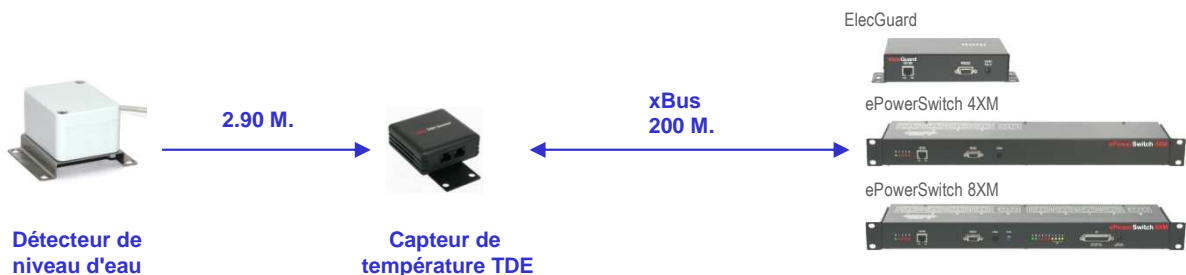 ElecGuard
2.90 M.
xBus
200 M.
ePowerSwitch 4XM
ePowerSwitch 8XM
Détecteur de
niveau d'eau
Capteur de
température TDE